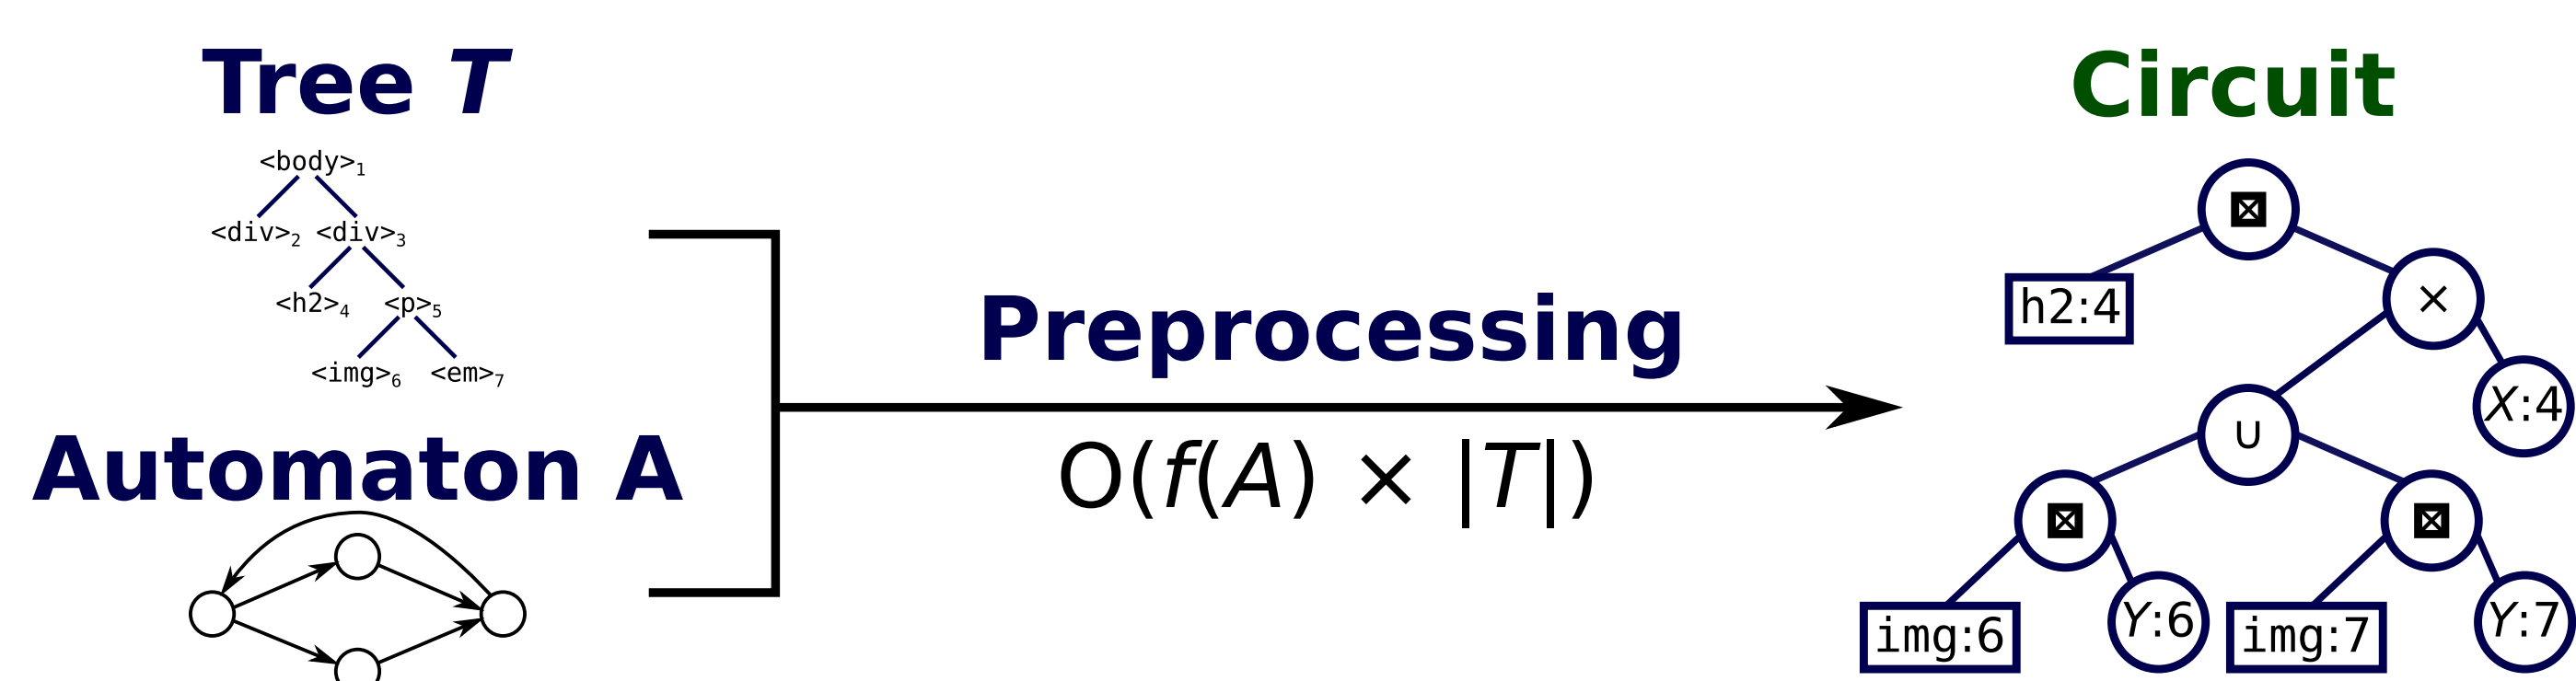 Tree T
<body>1
<div>2 <div>3
<h2>4 <p>5
<img>6 <em>7
Automaton A
Preprocessing
O(f(A) × |T|)
Circuit
⊠
h2:4
×
X:4
∪
⊠ ⊠
img:6 Y:6 img:7 Y:7